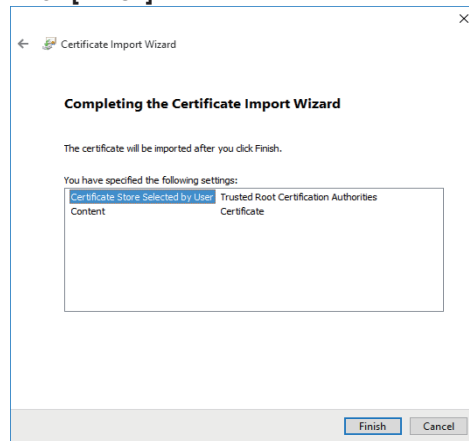 Certificate Import Wizard
Completing the Certificate Import Wizard
The certificate will be imported after you click Finish.
You have specified the following settings:
Certificate Store Selected by User Trusted Root Certification Authorities
Content Certificate
Finish Cancel